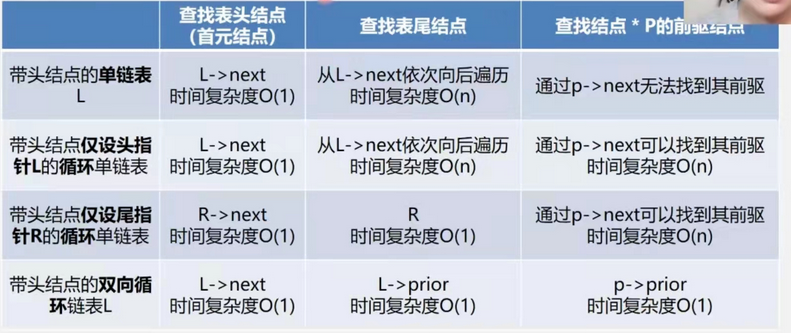 查找表头结点
（首元结点）
查找表尾结点
查找结点 * P的前驱结点
带头结点的单链表
L
L->next
时间复杂度O(1)
从L->next依次向后遍历
时间复杂度O(n)
通过p->next无法找到其前驱
带头结点仅设头指
针L的循环单链表
L->next
时间复杂度O(1)
从L->next依次向后遍历
时间复杂度O(n)
通过p->next可以找到其前驱
时间复杂度O(n)
带头结点仅设尾指
针R的循环单链表
R->next
时间复杂度O(1)
R
时间复杂度O(1)
通过p->next可以找到其前驱
时间复杂度O(n)
带头结点的双向循
环链表L
L->next
时间复杂度O(1)
L->prior
时间复杂度O(1)
p->prior
时间复杂度O(1)